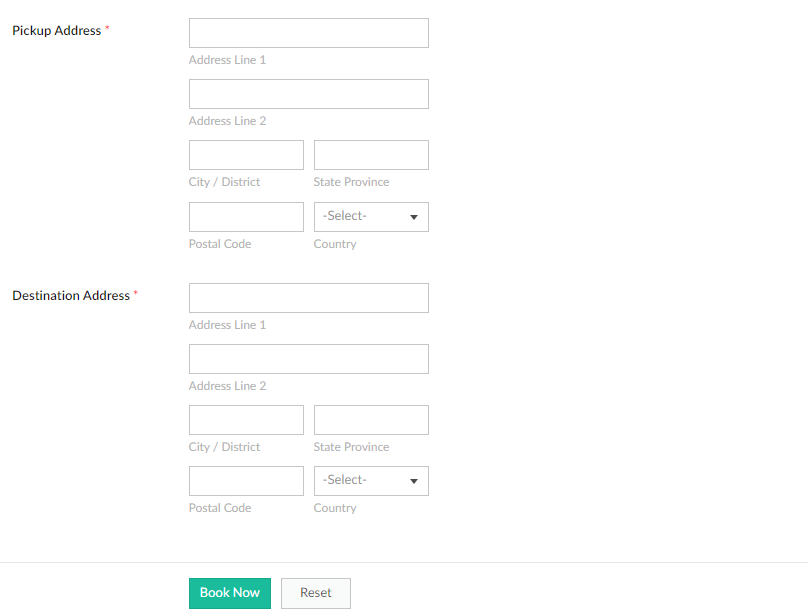 Pickup Address *
Address Line 1
Address Line 2
City / District State Province
-Select-
Postal Code Country
Destination Address *
Address Line 1
Address Line 2
City / District State Province
-Select-
Postal Code Country
Book Now Reset